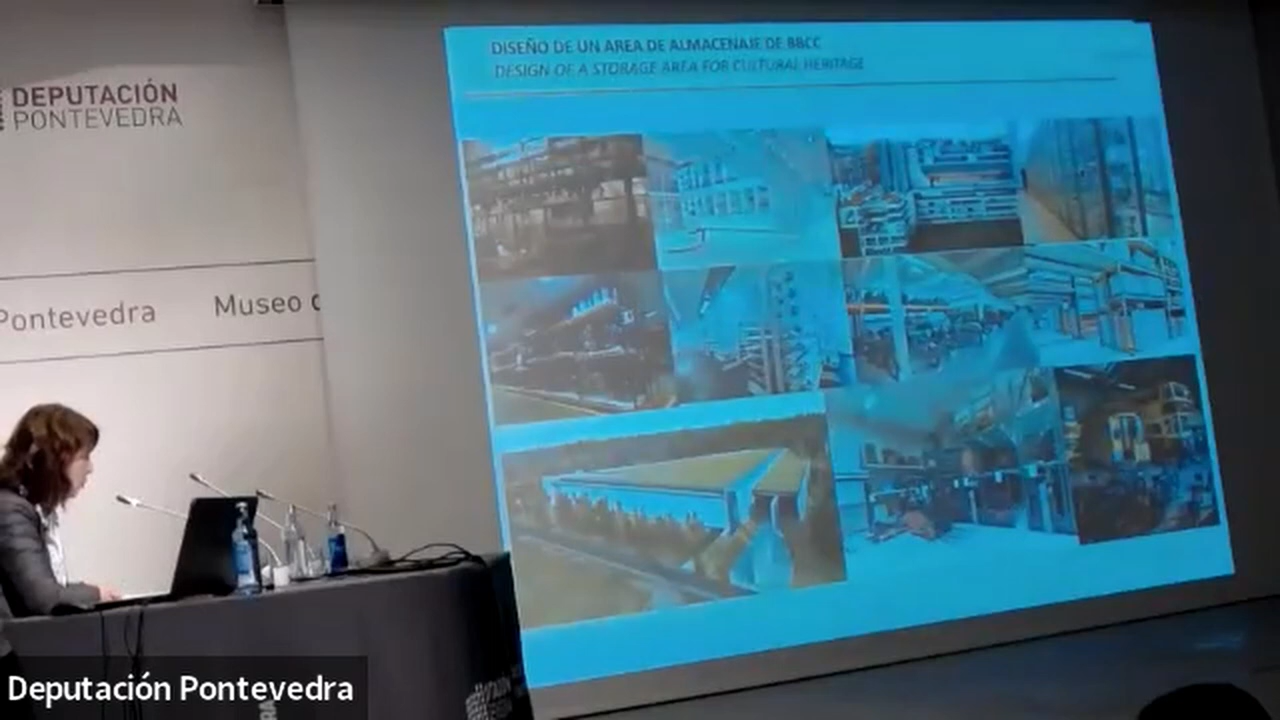 DEPUTACIÓN
PONTEVEDRA
Pontevedra Museo
DISEÑO DE UN AREA DE ALMACENAJE DE BBCC
DESIGN OF A STORAGE AREA FOR CULTURAL HERITAGE
Deputación Pontevedra